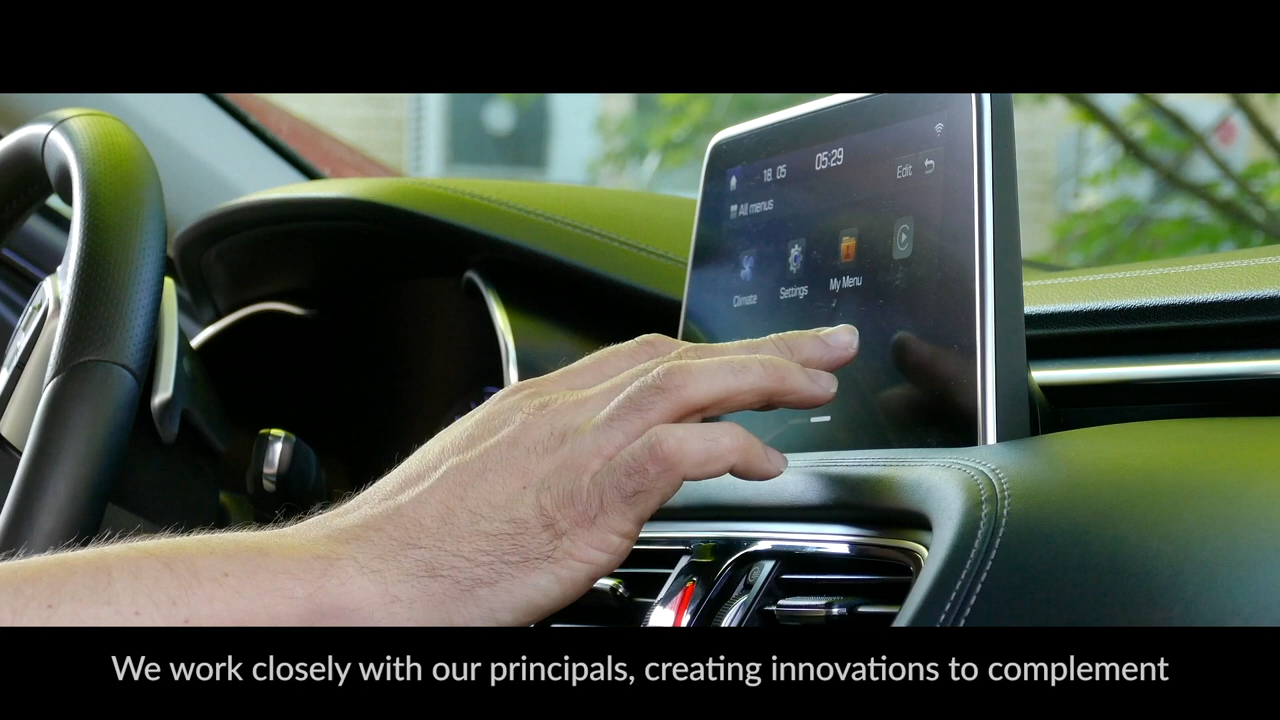 18. 05 05:29
Edit
All menus
Climate Settings My Menu
We work closely with our principals, creating innovations to complement